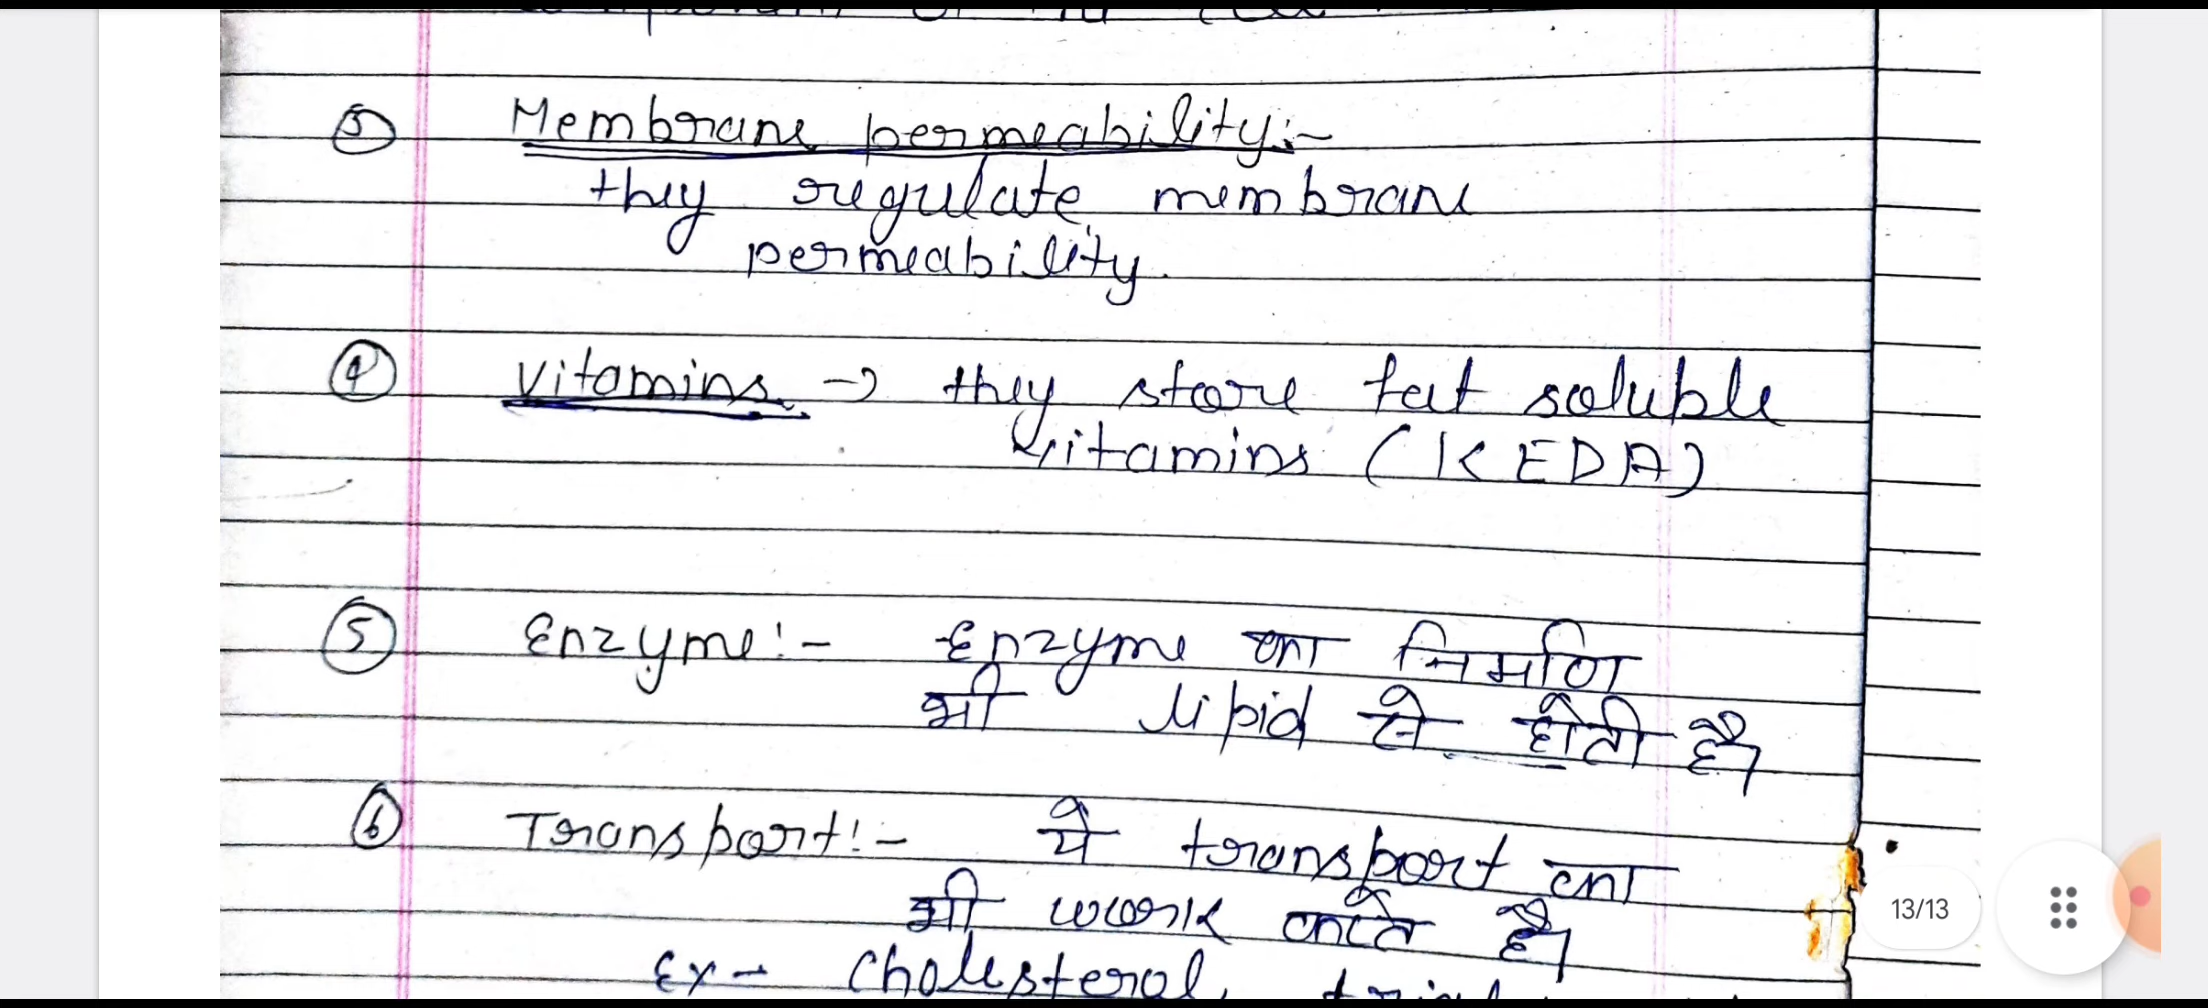 ③ Membrane permeability:-
they regulate membrane
permeability.
④ Vitamins → they store fat soluble
vitamins (KEDA)
⑤ Enzyme:- Enzyme का निर्माण
भी lipid से होती है।
⑥ Transport:- ये transport का
भी work करते है।
Ex- Cholesterol,
13/13